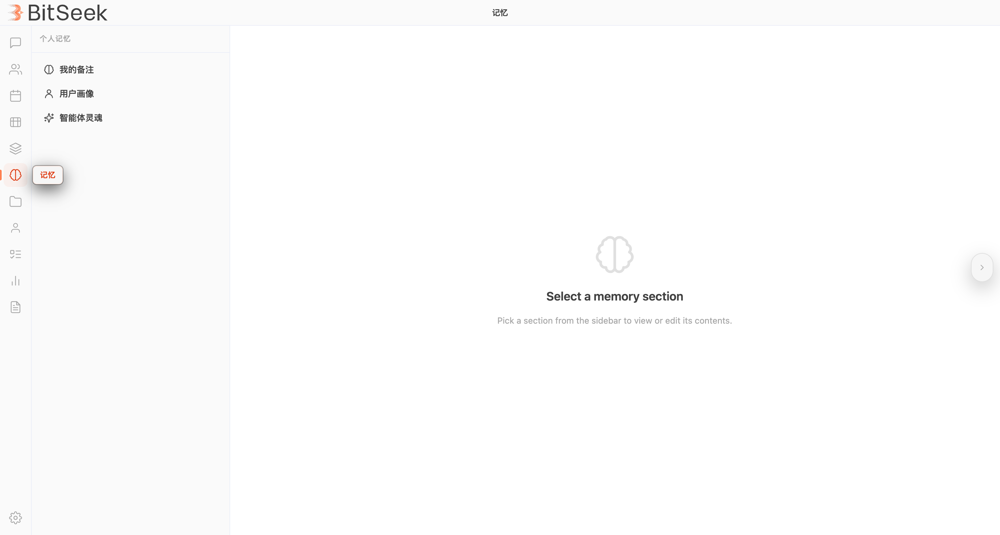 BitSeek
记忆
个人记忆
我的备注
用户画像
智能体灵魂
记忆
Select a memory section
Pick a section from the sidebar to view or edit its contents.